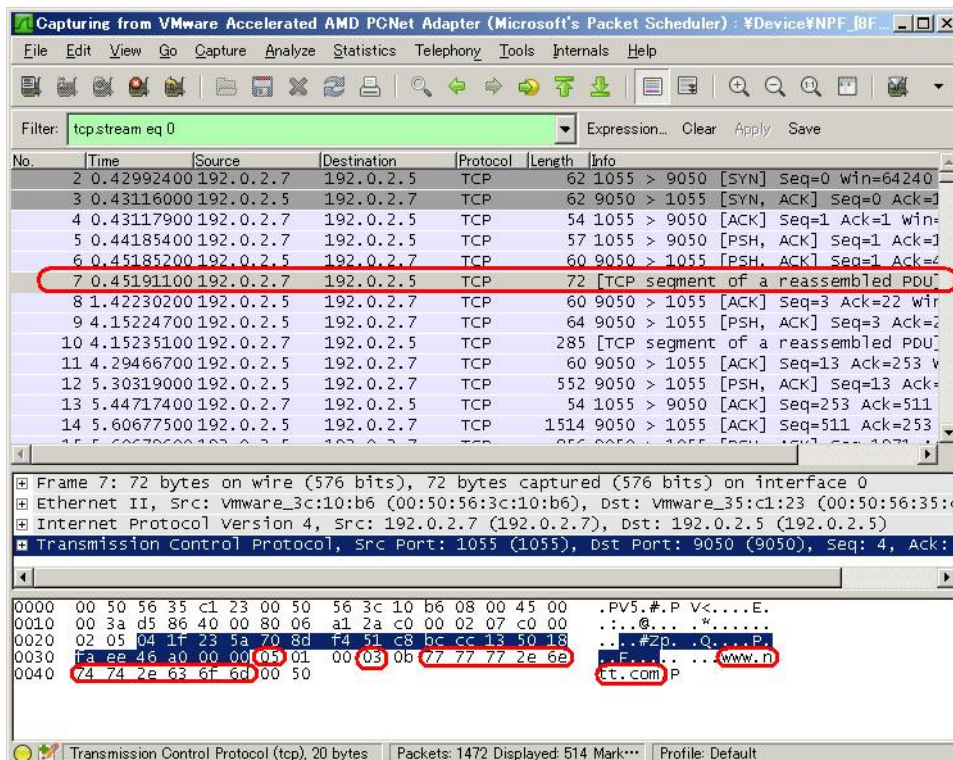 Capturing from VMware Accelerated AMD PCNet Adapter (Microsoft's Packet Scheduler) : ¥Device¥NPF_{8F...
File Edit View Go Capture Analyze Statistics Telephony Tools Internals Help
Filter: tcp.stream eq 0 Expression... Clear Apply Save
No. Time Source Destination Protocol Length Info
2 0.42992400 192.0.2.7 192.0.2.5 TCP 62 1055 > 9050 [SYN] Seq=0 Win=64240
3 0.43116000 192.0.2.5 192.0.2.7 TCP 62 9050 > 1055 [SYN, ACK] Seq=0 Ack=1
4 0.43117900 192.0.2.7 192.0.2.5 TCP 54 1055 > 9050 [ACK] Seq=1 Ack=1 Win=
5 0.44185400 192.0.2.7 192.0.2.5 TCP 57 1055 > 9050 [PSH, ACK] Seq=1 Ack=1
6 0.45185200 192.0.2.5 192.0.2.7 TCP 60 9050 > 1055 [PSH, ACK] Seq=1 Ack=4
7 0.45191100 192.0.2.7 192.0.2.5 TCP 72 [TCP segment of a reassembled PDU]
8 1.42230200 192.0.2.5 192.0.2.7 TCP 60 9050 > 1055 [ACK] Seq=3 Ack=22 Wir
9 4.15224700 192.0.2.5 192.0.2.7 TCP 64 9050 > 1055 [PSH, ACK] Seq=3 Ack=2
10 4.15235100 192.0.2.7 192.0.2.5 TCP 285 [TCP segment of a reassembled PDU]
11 4.29466700 192.0.2.5 192.0.2.7 TCP 60 9050 > 1055 [ACK] Seq=13 Ack=253 W
12 5.30319000 192.0.2.5 192.0.2.7 TCP 552 9050 > 1055 [PSH, ACK] Seq=13 Ack=
13 5.44717400 192.0.2.7 192.0.2.5 TCP 54 1055 > 9050 [ACK] Seq=253 Ack=511
14 5.60677500 192.0.2.5 192.0.2.7 TCP 1514 9050 > 1055 [ACK] Seq=511 Ack=253
Frame 7: 72 bytes on wire (576 bits), 72 bytes captured (576 bits) on interface 0
Ethernet II, Src: Vmware_3c:10:b6 (00:50:56:3c:10:b6), Dst: Vmware_35:c1:23 (00:50:56:35:c
Internet Protocol Version 4, Src: 192.0.2.7 (192.0.2.7), Dst: 192.0.2.5 (192.0.2.5)
Transmission Control Protocol, Src Port: 1055 (1055), Dst Port: 9050 (9050), Seq: 4, Ack:
0000 00 50 56 35 c1 23 00 50 56 3c 10 b6 08 00 45 00 .PV5.#.P V<....E.
0010 00 3a d5 86 40 00 80 06 a1 2a c0 00 02 07 c0 00 .:..@... .*......
0020 02 05 04 1f 23 5a 70 8d f4 51 c8 bc cc 13 50 18 ....#Zp. .Q....P.
0030 fa ee 46 a0 00 00 05 01 00 03 0b 77 77 77 2e 6e ..F..... ...www.n
0040 74 74 2e 63 6f 6d 00 50 tt.com.P
Transmission Control Protocol (tcp), 20 bytes Packets: 1472 Displayed: 514 Mark··· Profile: Default